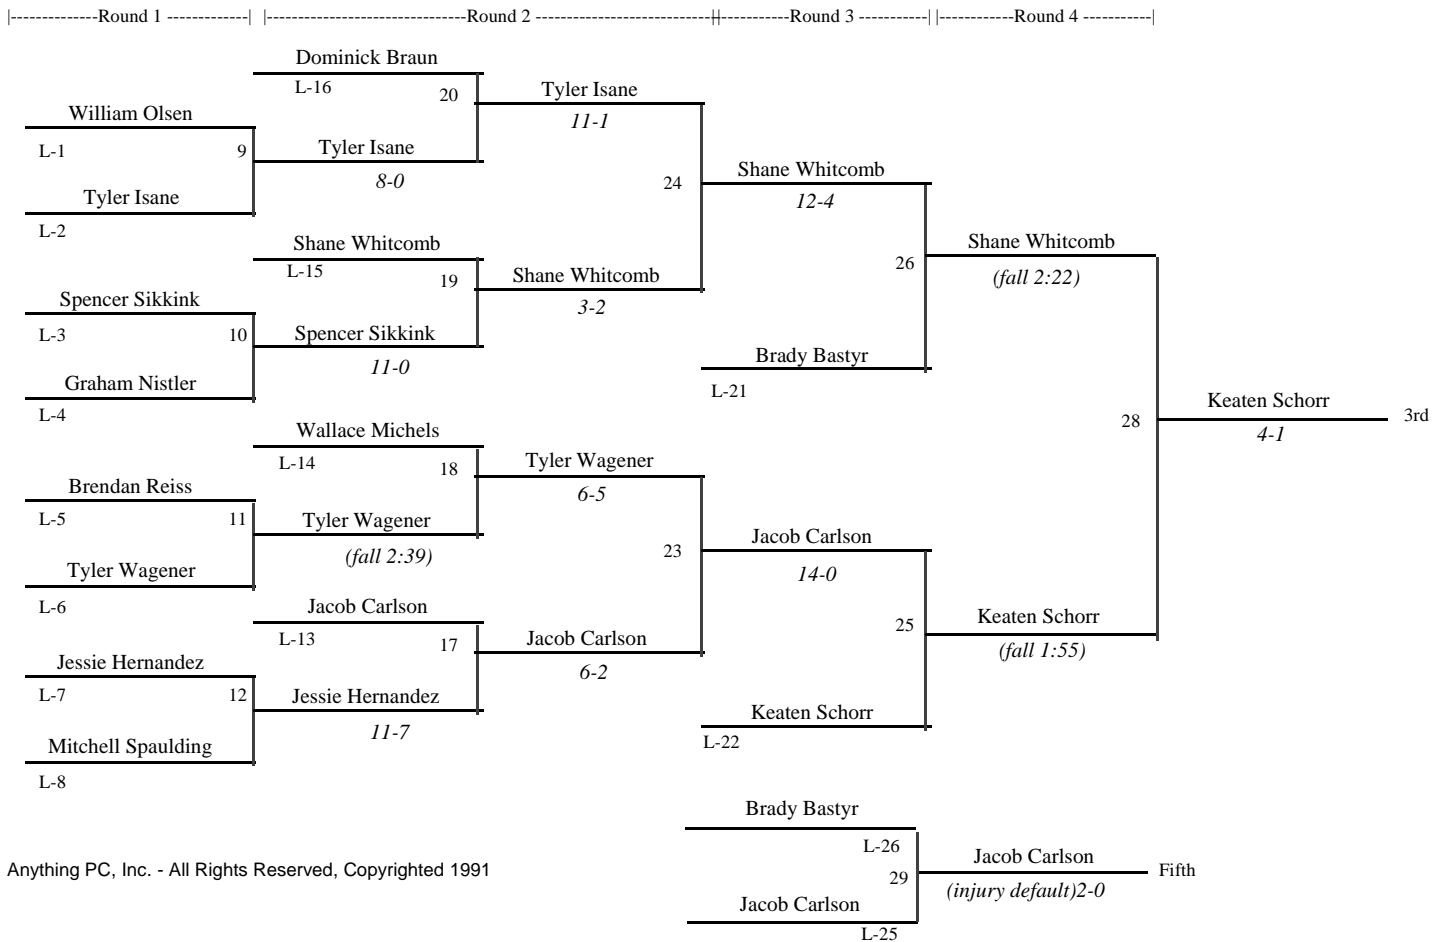 |--------------Round 1 --------------| |----------------------------------Round 2 ------------------------------||------------Round 3 ------------| |-------------Round 4 -----------|
Dominick Braun
L-16
20
Tyler Isane
11-1
William Olsen
L-1
9
Tyler Isane
8-0
Tyler Isane
L-2
24
Shane Whitcomb
12-4
Shane Whitcomb
L-15
19
Shane Whitcomb
3-2
26
Shane Whitcomb
(fall 2:22)
Spencer Sikkink
L-3
10
Spencer Sikkink
11-0
Graham Nistler
L-4
Brady Bastyr
L-21
28
Keaten Schorr
4-1
3rd
Wallace Michels
L-14
18
Tyler Wagener
6-5
Brendan Reiss
L-5
11
Tyler Wagener
(fall 2:39)
Tyler Wagener
L-6
23
Jacob Carlson
14-0
Jacob Carlson
L-13
17
Jacob Carlson
6-2
25
Keaten Schorr
(fall 1:55)
Jessie Hernandez
L-7
12
Jessie Hernandez
11-7
Mitchell Spaulding
L-8
Keaten Schorr
L-22
Brady Bastyr
L-26
29
Jacob Carlson
(injury default)2-0
Fifth
Jacob Carlson
L-25
Anything PC, Inc. - All Rights Reserved, Copyrighted 1991